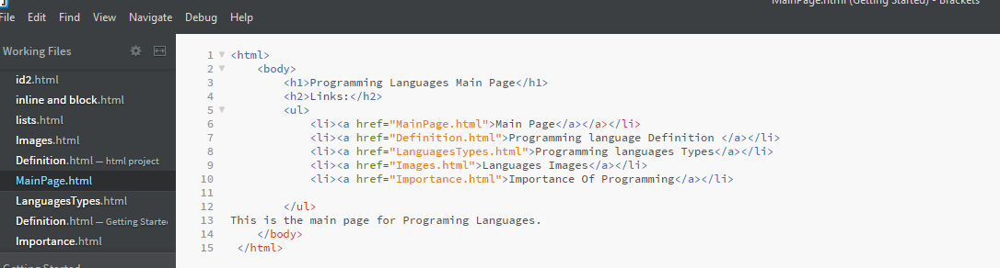 MainPage.html (Getting Started) - Brackets
File Edit Find View Navigate Debug Help
Working Files
id2.html
inline and block.html
lists.html
Images.html
Definition.html — html project
MainPage.html
LanguagesTypes.html
Definition.html — Getting Starte
Importance.html
Getting Started
1 <html>
2 <body>
3 <h1>Programming Languages Main Page</h1>
4 <h2>Links:</h2>
5 <ul>
6 <li><a href="MainPage.html">Main Page</a></a></li>
7 <li><a href="Definition.html">Programming language Definition </a></li>
8 <li><a href="LanguagesTypes.html">Programming languages Types</a></li>
9 <li><a href="Images.html">Languages Images</a></li>
10 <li><a href="Importance.html">Importance Of Programming</a></li>
11
12 </ul>
13 This is the main page for Programing Languages.
14 </body>
15 </html>